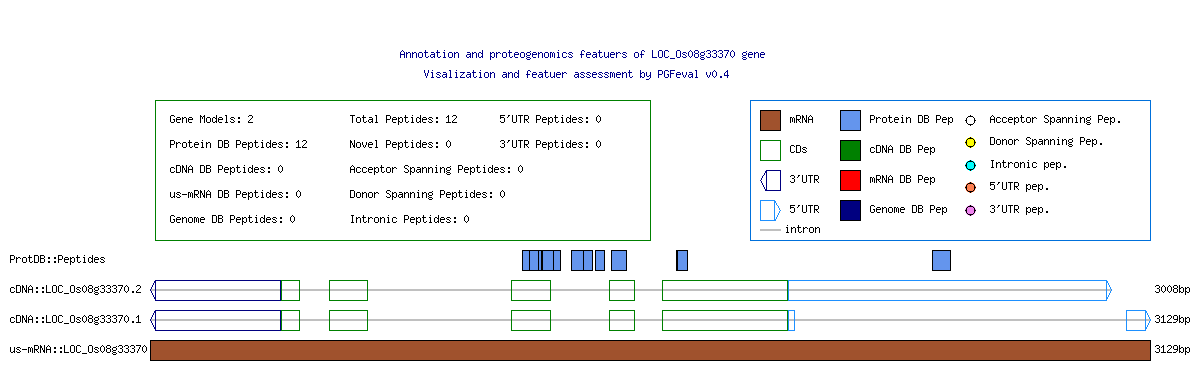 Annotation and proteogenomics featuers of LOC_Os08g33370 gene
Visalization and featuer assessment by PGFeval v0.4
Gene Models: 2 Total Peptides: 12 5'UTR Peptides: 0
Protein DB Peptides: 12 Novel Peptides: 0 3'UTR Peptides: 0
cDNA DB Peptides: 0 Acceptor Spanning Peptides: 0
us-mRNA DB Peptides: 0 Donor Spanning Peptides: 0
Genome DB Peptides: 0 Intronic Peptides: 0
mRNA Protein DB Pep Acceptor Spanning Pep.
CDs cDNA DB Pep Donor Spanning Pep.
3'UTR mRNA DB Pep Intronic pep.
5'UTR Genome DB Pep 5'UTR pep.
intron 3'UTR pep.
ProtDB::Peptides
cDNA::LOC_Os08g33370.2 3008bp
cDNA::LOC_Os08g33370.1 3129bp
us-mRNA::LOC_Os08g33370 3129bp